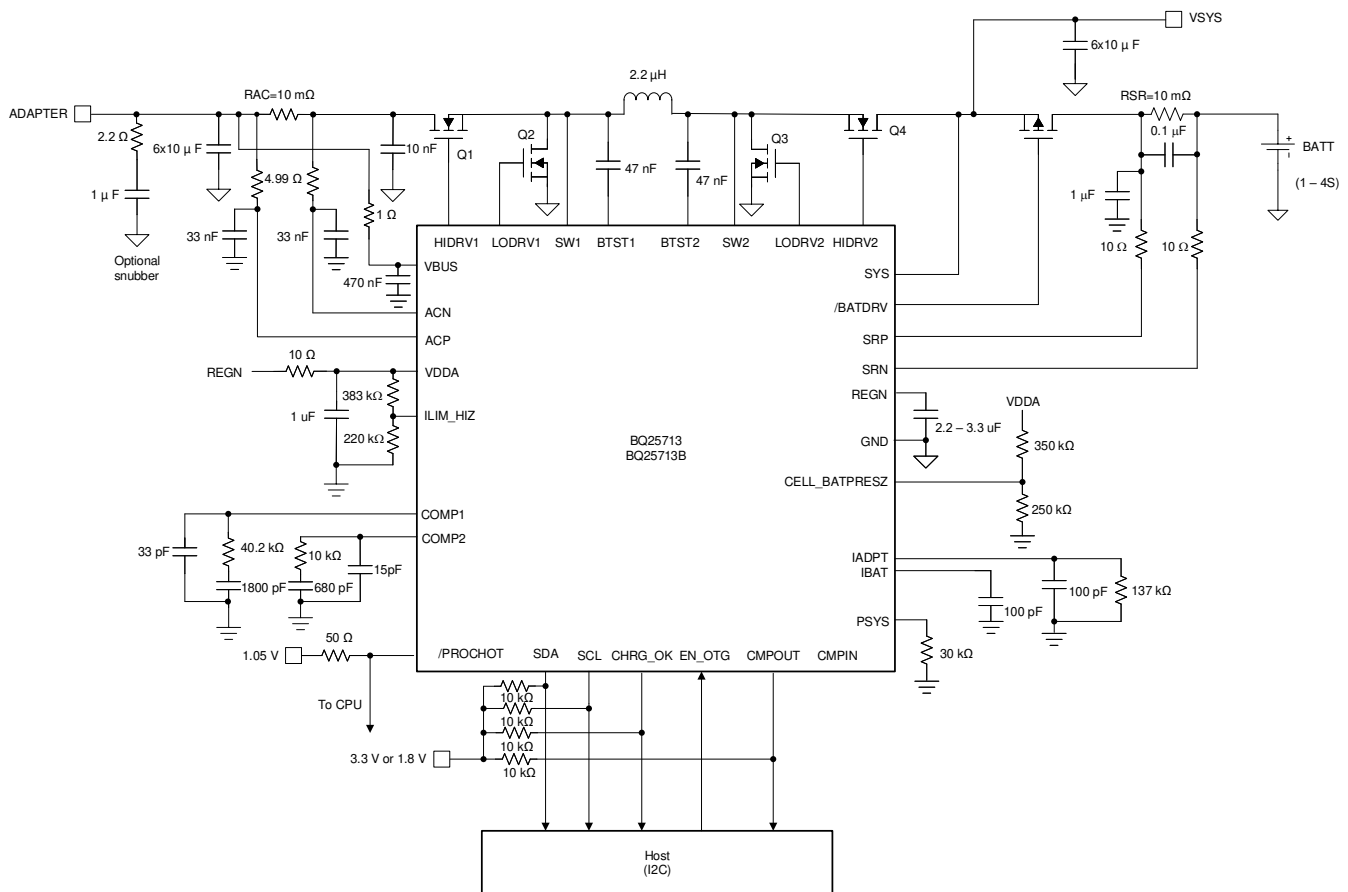 VSYS
6x10 µ F
2.2 µH
ADAPTER
RAC=10 mΩ
RSR=10 mΩ
2.2 Ω
6x10 µ F
10 nF
Q1
Q2
Q3
Q4
0.1 µF
BATT
(1 – 4S)
1 µ F
4.99 Ω
1 Ω
47 nF
47 nF
1 µF
33 nF
33 nF
10 Ω
10 Ω
Optional
snubber
470 nF
HIDRV1
LODRV1
SW1
BTST1
BTST2
SW2
LODRV2
HIDRV2
VBUS
SYS
ACN
/BATDRV
ACP
SRP
REGN
10 Ω
VDDA
SRN
383 kΩ
REGN
VDDA
1 uF
ILIM_HIZ
2.2 – 3.3 uF
220 kΩ
BQ25713
BQ25713B
GND
350 kΩ
CELL_BATPRESZ
250 kΩ
COMP1
COMP2
33 pF
40.2 kΩ
10 kΩ
15pF
1800 pF
680 pF
IADPT
IBAT
100 pF
100 pF
137 kΩ
PSYS
30 kΩ
1.05 V
50 Ω
/PROCHOT
SDA
SCL
CHRG_OK
EN_OTG
CMPOUT
CMPIN
To CPU
10 kΩ
10 kΩ
10 kΩ
10 kΩ
3.3 V or 1.8 V
Host
(I2C)